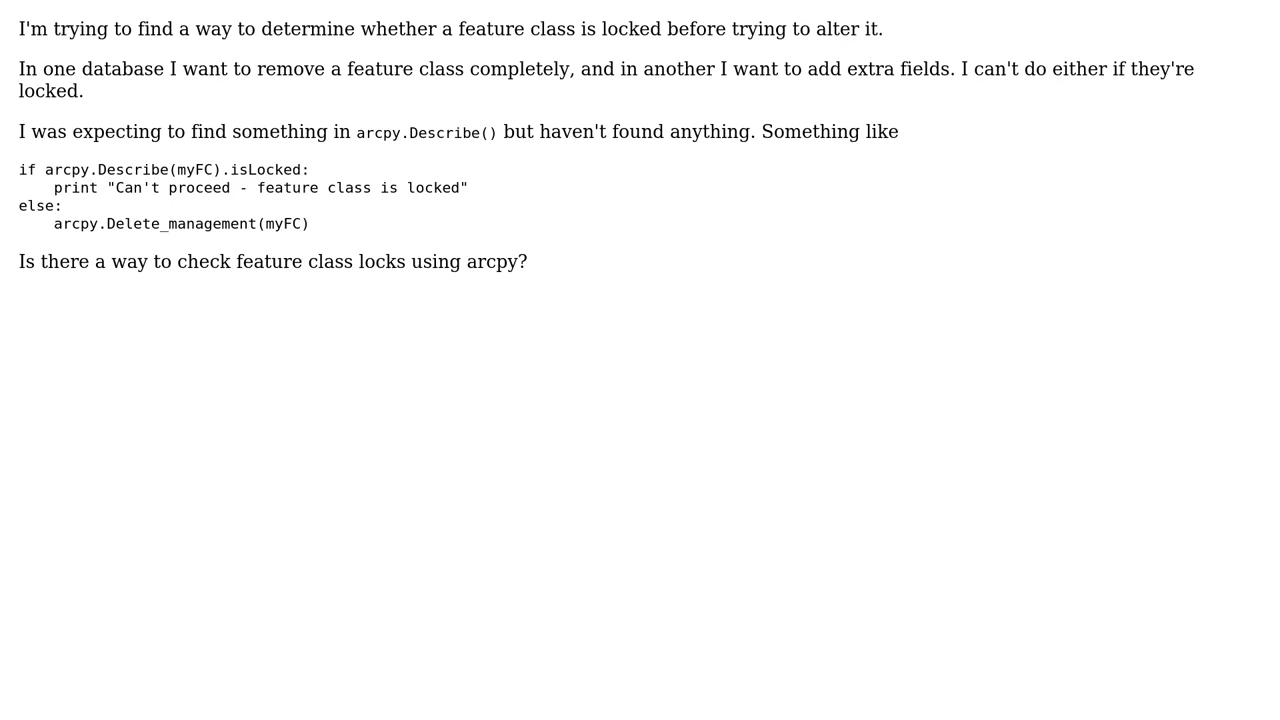 I'm trying to find a way to determine whether a feature class is locked before trying to alter it.
In one database I want to remove a feature class completely, and in another I want to add extra fields. I can't do either if they're
locked.
I was expecting to find something in arcpy.Describe() but haven't found anything. Something like
if arcpy.Describe(myFC).isLocked:
    print "Can't proceed - feature class is locked"
else:
    arcpy.Delete_management(myFC)
Is there a way to check feature class locks using arcpy?